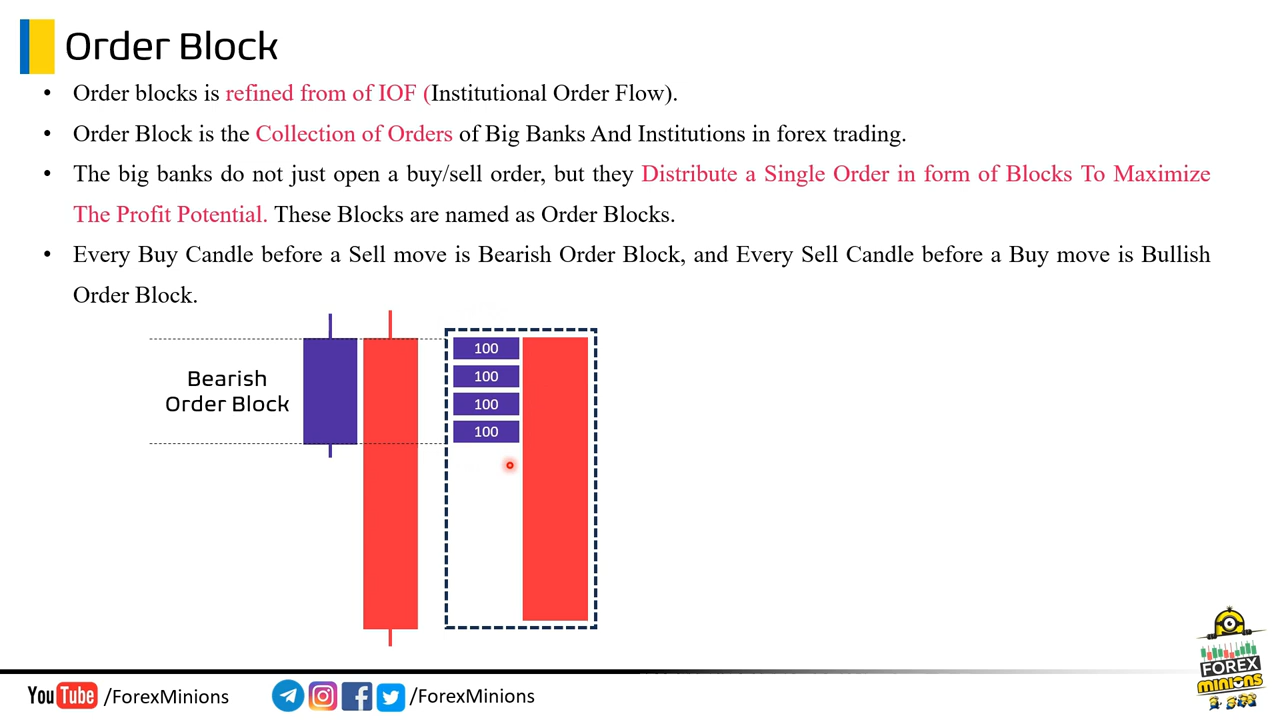 Order Block
• Order blocks is refined from of IOF (Institutional Order Flow).
• Order Block is the Collection of Orders of Big Banks And Institutions in forex trading.
• The big banks do not just open a buy/sell order, but they Distribute a Single Order in form of Blocks To Maximize
The Profit Potential. These Blocks are named as Order Blocks.
• Every Buy Candle before a Sell move is Bearish Order Block, and Every Sell Candle before a Buy move is Bullish
Order Block.
Bearish
Order Block
100
100
100
100
YouTube /ForexMinions
/ForexMinions
FOREX
minions